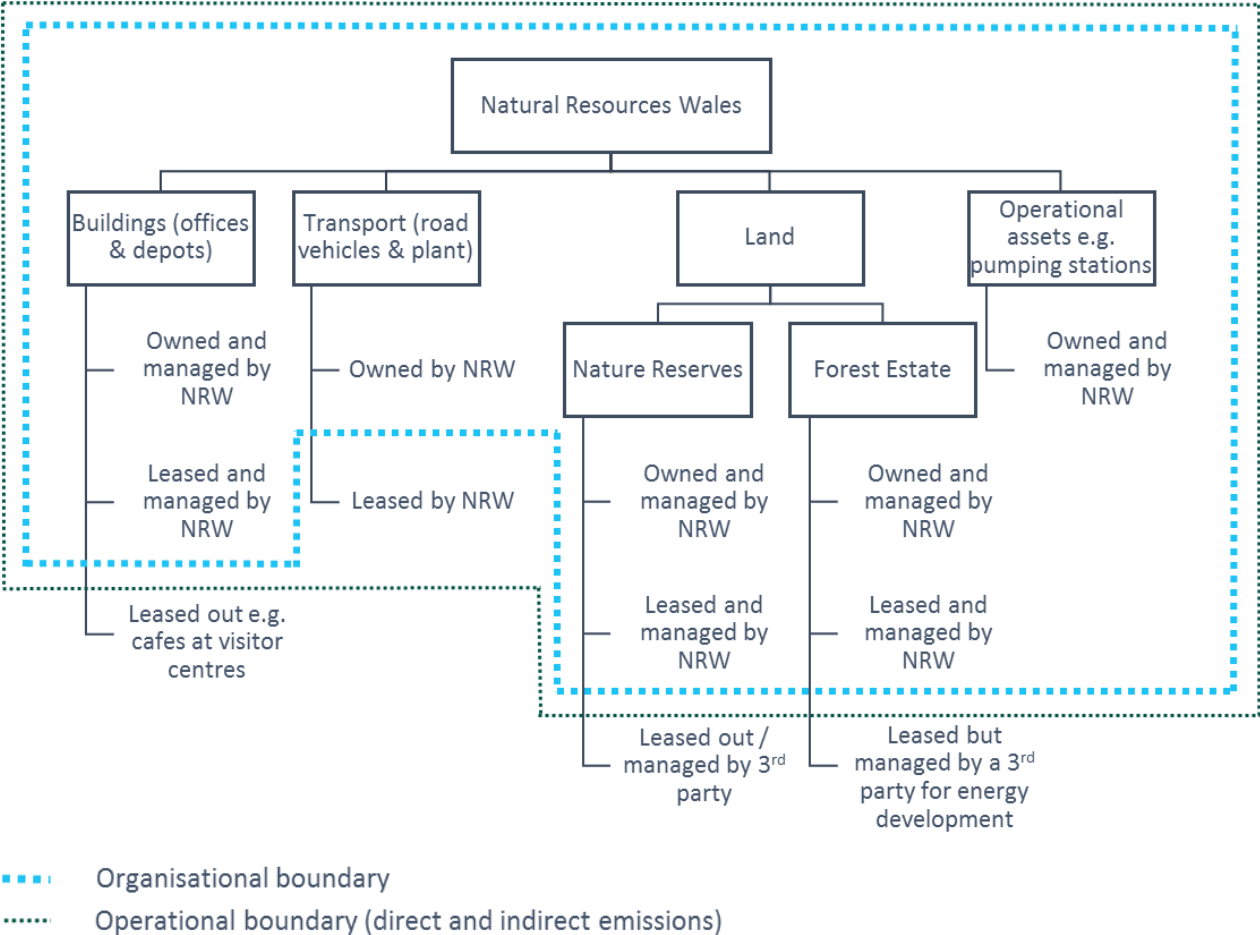 Natural Resources Wales
Buildings (offices
& depots)
Transport (road
vehicles & plant)
Land
Operational
assets e.g.
pumping stations
Owned and
managed by
NRW
Owned by NRW
Nature Reserves
Forest Estate
Owned and
managed by
NRW
Leased and
managed by
NRW
Leased by NRW
Owned and
managed by
NRW
Owned and
managed by
NRW
Leased out e.g.
cafes at visitor
centres
Leased and
managed by
NRW
Leased and
managed by
NRW
Leased out /
managed by 3rd
party
Leased but
managed by a 3rd
party for energy
development
Organisational boundary
Operational boundary (direct and indirect emissions)